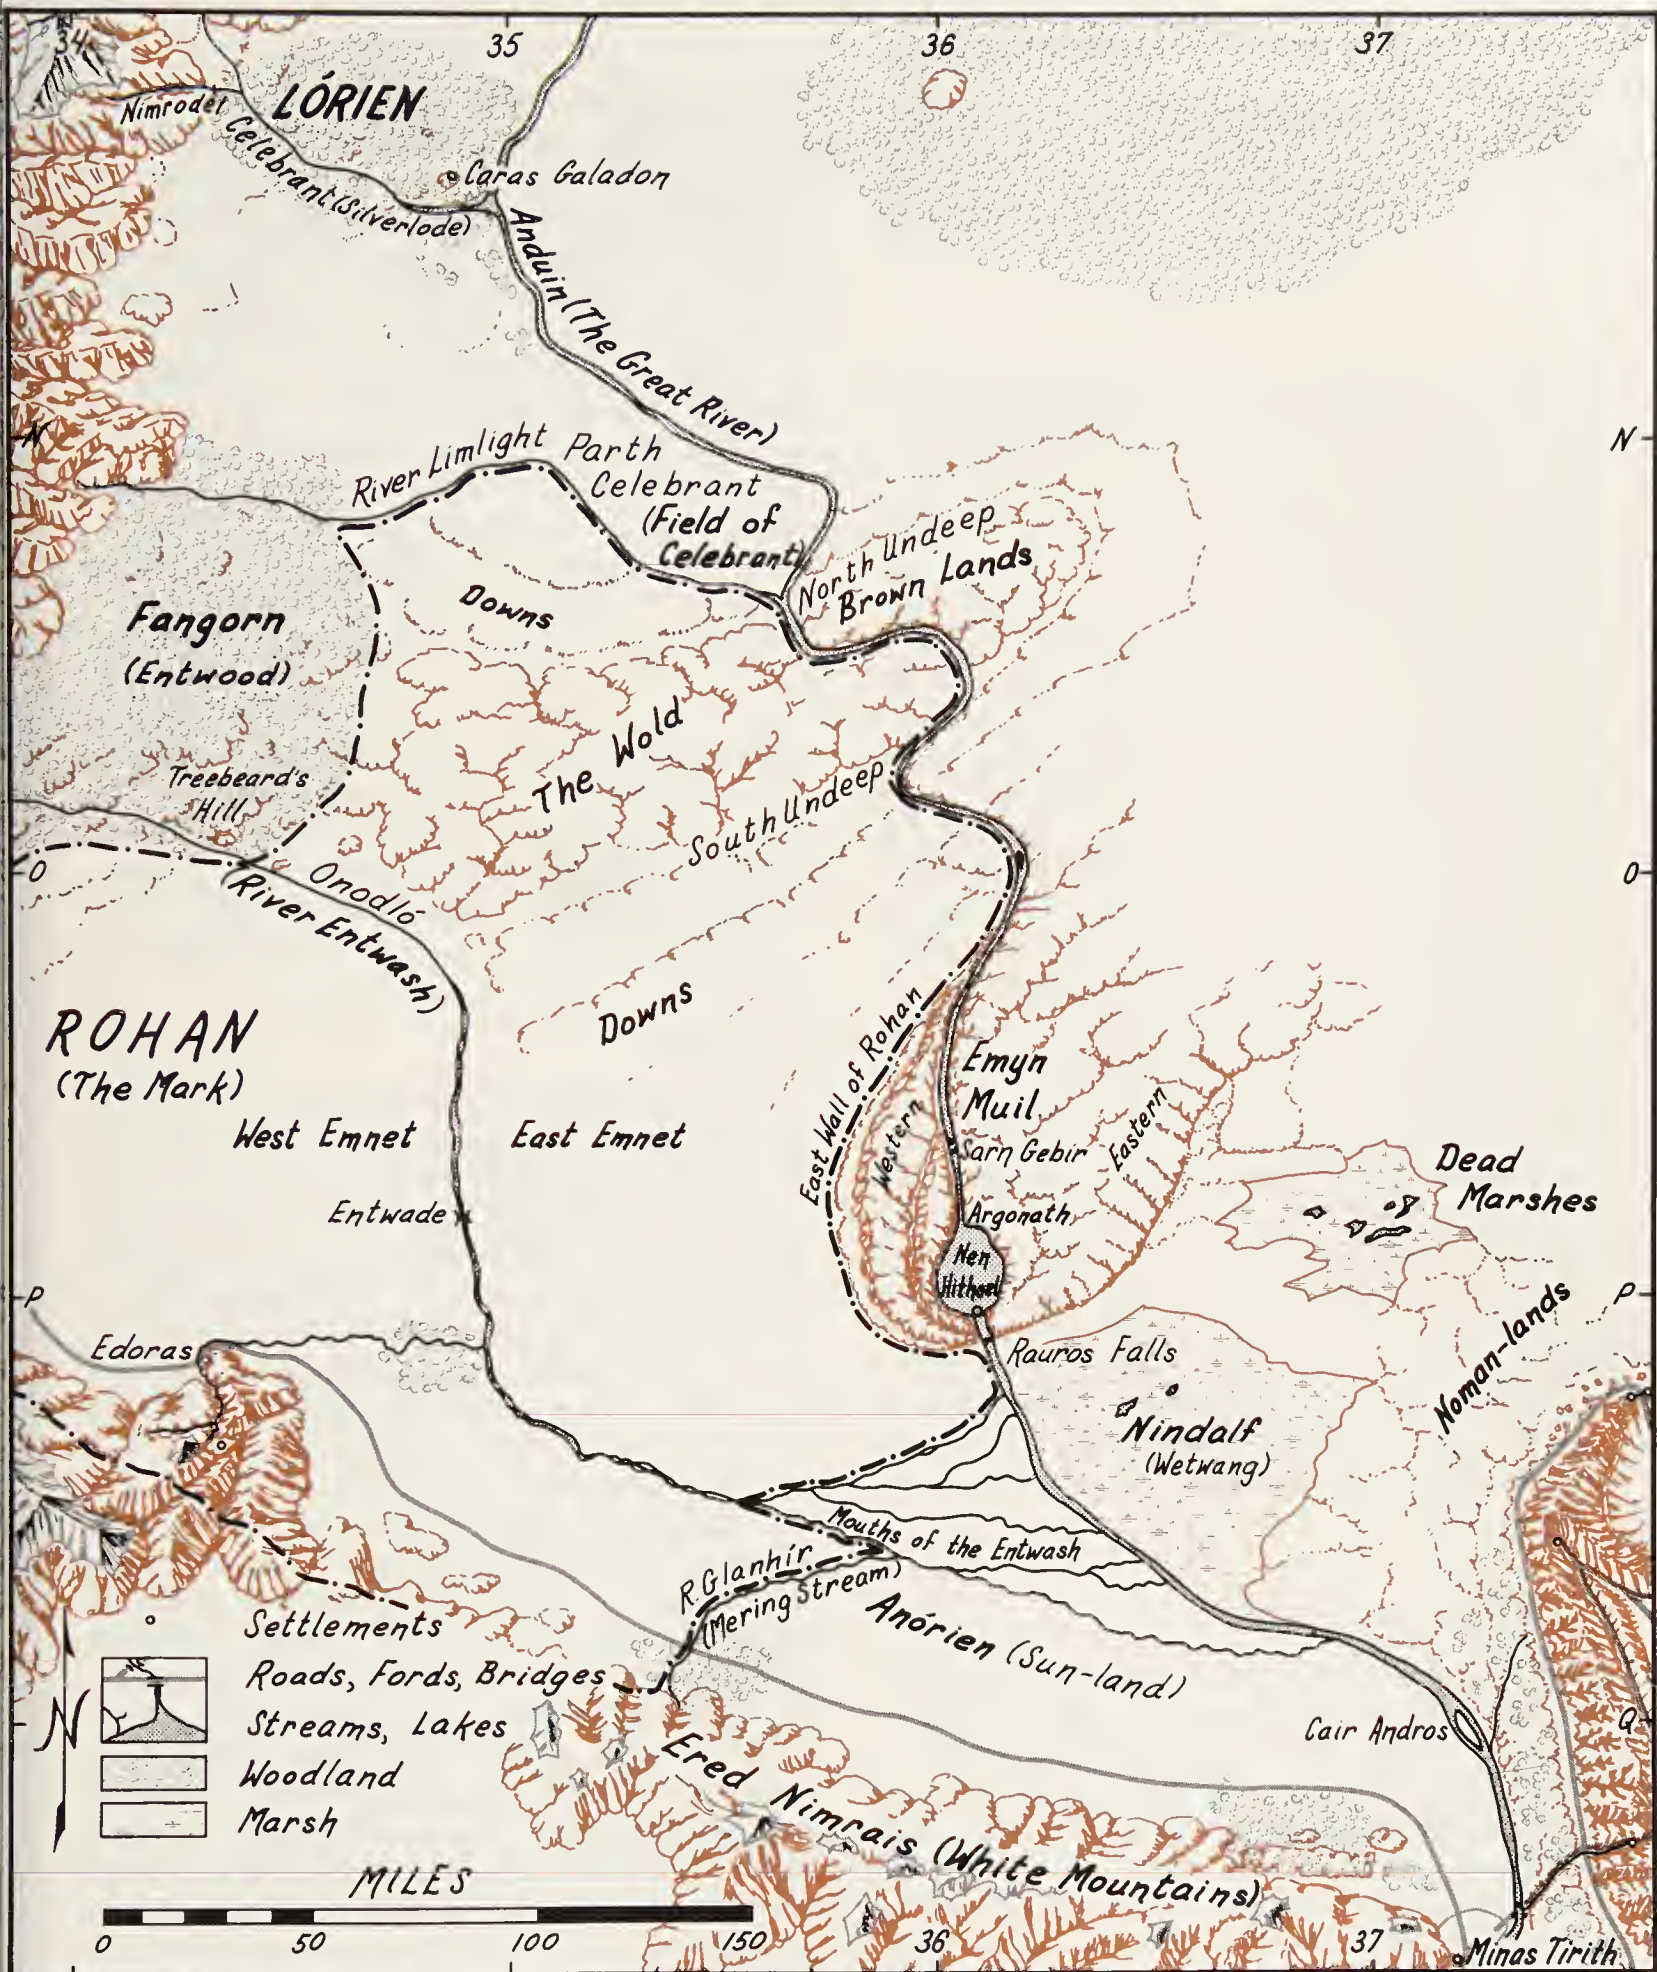 34
35
36
37
LÓRIEN
Nimrodel
Celebrant (Silverlode)
Caras Galadon
Anduin (The Great River)
N
N
River Limlight
Parth
Celebrant
(Field of
Celebrant)
North Undeep
Brown Lands
Downs
Fangorn
(Entwood)
The Wold
Treebeard's
Hill
South Undeep
O
O
Onodló
(River Entwash)
ROHAN
(The Mark)
Downs
East Wall of Rohan
Emyn
Muil
Western
Eastern
West Emnet
East Emnet
Sarn Gebir
Dead
Marshes
Entwade
Argonath
Nen
Hithoel
P
P
Noman-lands
Edoras
Rauros Falls
Nindalf
(Wetwang)
Mouths of the Entwash
R. Glanhír
(Mering Stream)
Anórien (Sun-land)
Settlements
Roads, Fords, Bridges
Streams, Lakes
Woodland
Marsh
N
Cair Andros
Q
Ered Nimrais (White Mountains)
MILES
0
50
100
150
36
37
Minas Tirith